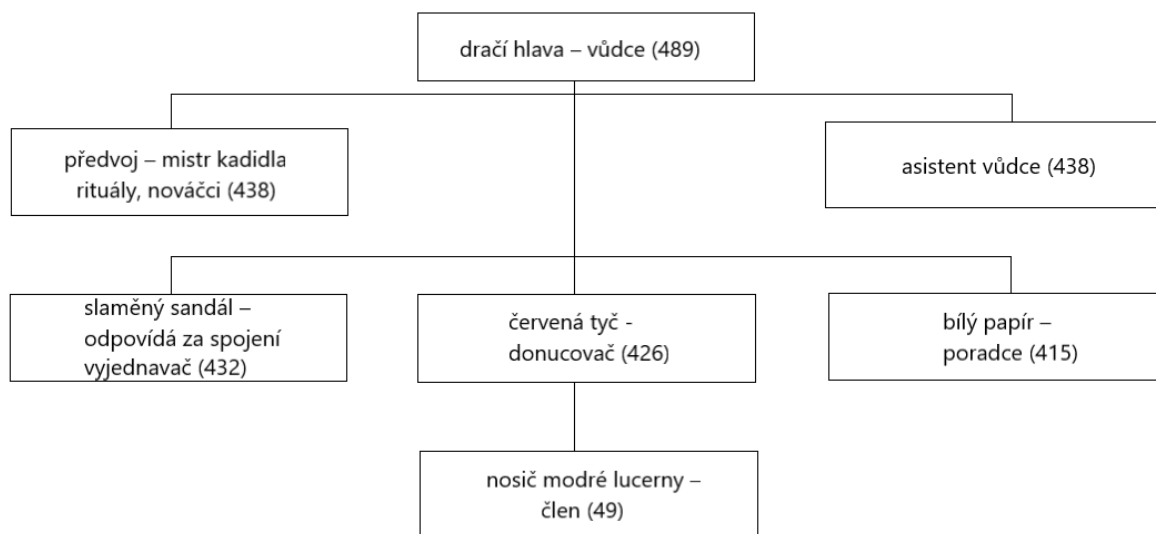 dračí hlava – vůdce (489)
předvoj – mistr kadidla
rituály, nováčci (438)
asistent vůdce (438)
slaměný sandál –
odpovídá za spojení
vyjednavač (432)
červená tyč -
donucovač (426)
bílý papír –
poradce (415)
nosič modré lucerny –
člen (49)